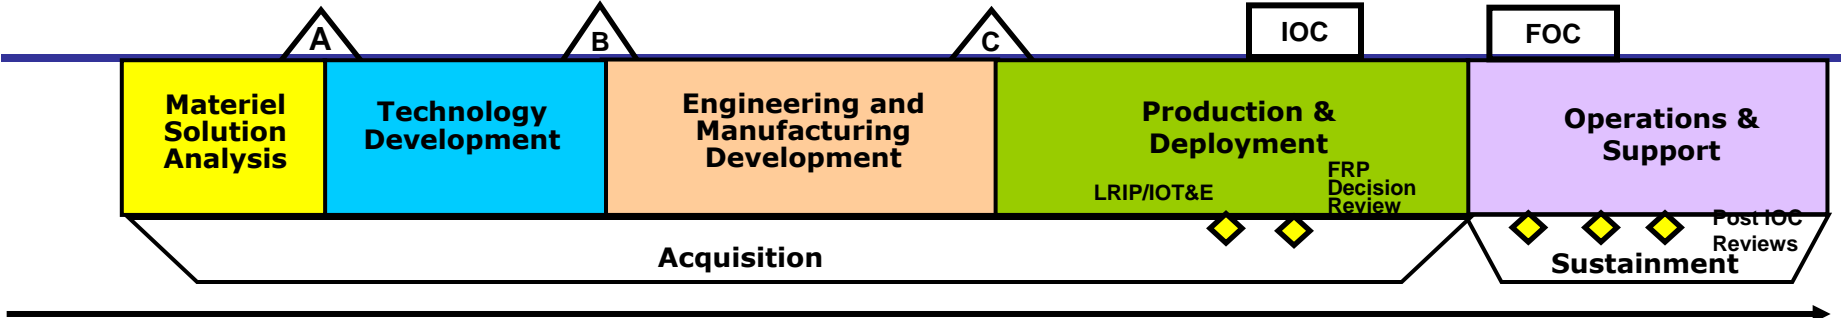 A
B
C
IOC
FOC
Materiel
Solution
Analysis
Technology
Development
Engineering and
Manufacturing
Development
Production &
Deployment
LRIP/IOT&E
FRP
Decision
Review
Operations &
Support
Post IOC
Reviews
Acquisition
Sustainment